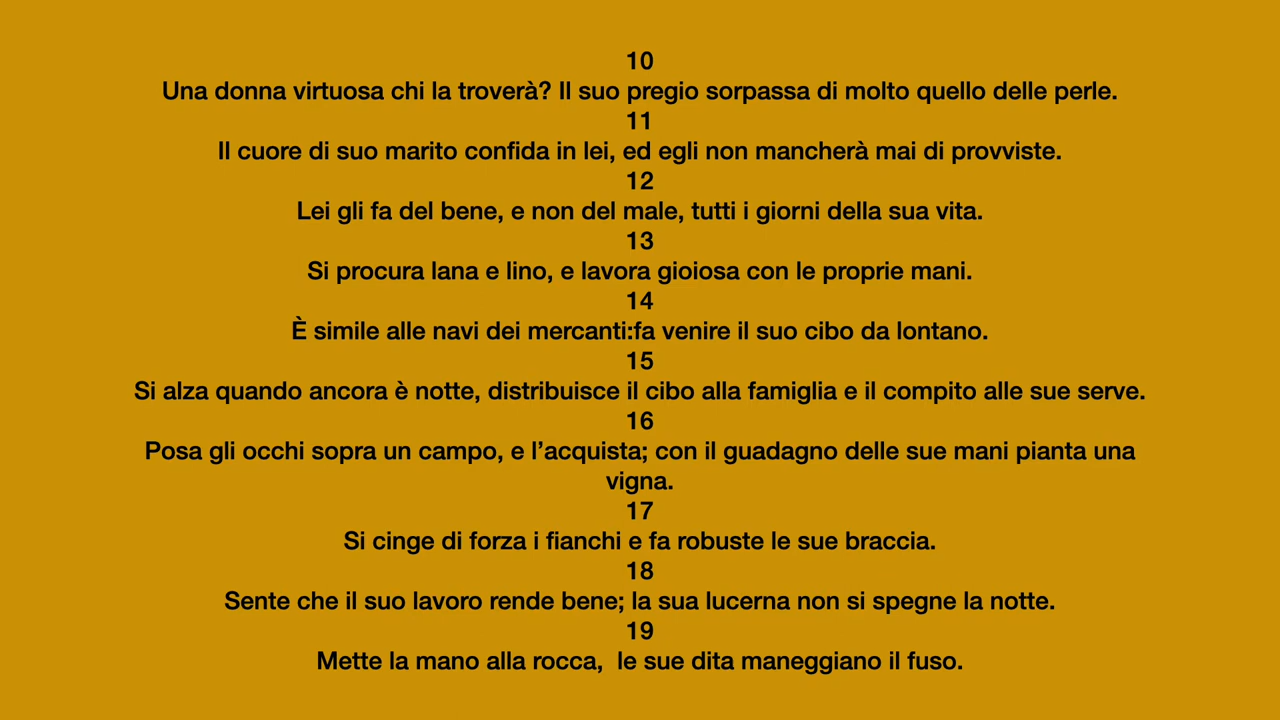 10
Una donna virtuosa chi la troverà? Il suo pregio sorpassa di molto quello delle perle.
11
Il cuore di suo marito confida in lei, ed egli non mancherà mai di provviste.
12
Lei gli fa del bene, e non del male, tutti i giorni della sua vita.
13
Si procura lana e lino, e lavora gioiosa con le proprie mani.
14
È simile alle navi dei mercanti:fa venire il suo cibo da lontano.
15
Si alza quando ancora è notte, distribuisce il cibo alla famiglia e il compito alle sue serve.
16
Posa gli occhi sopra un campo, e l’acquista; con il guadagno delle sue mani pianta una
vigna.
17
Si cinge di forza i fianchi e fa robuste le sue braccia.
18
Sente che il suo lavoro rende bene; la sua lucerna non si spegne la notte.
19
Mette la mano alla rocca,  le sue dita maneggiano il fuso.